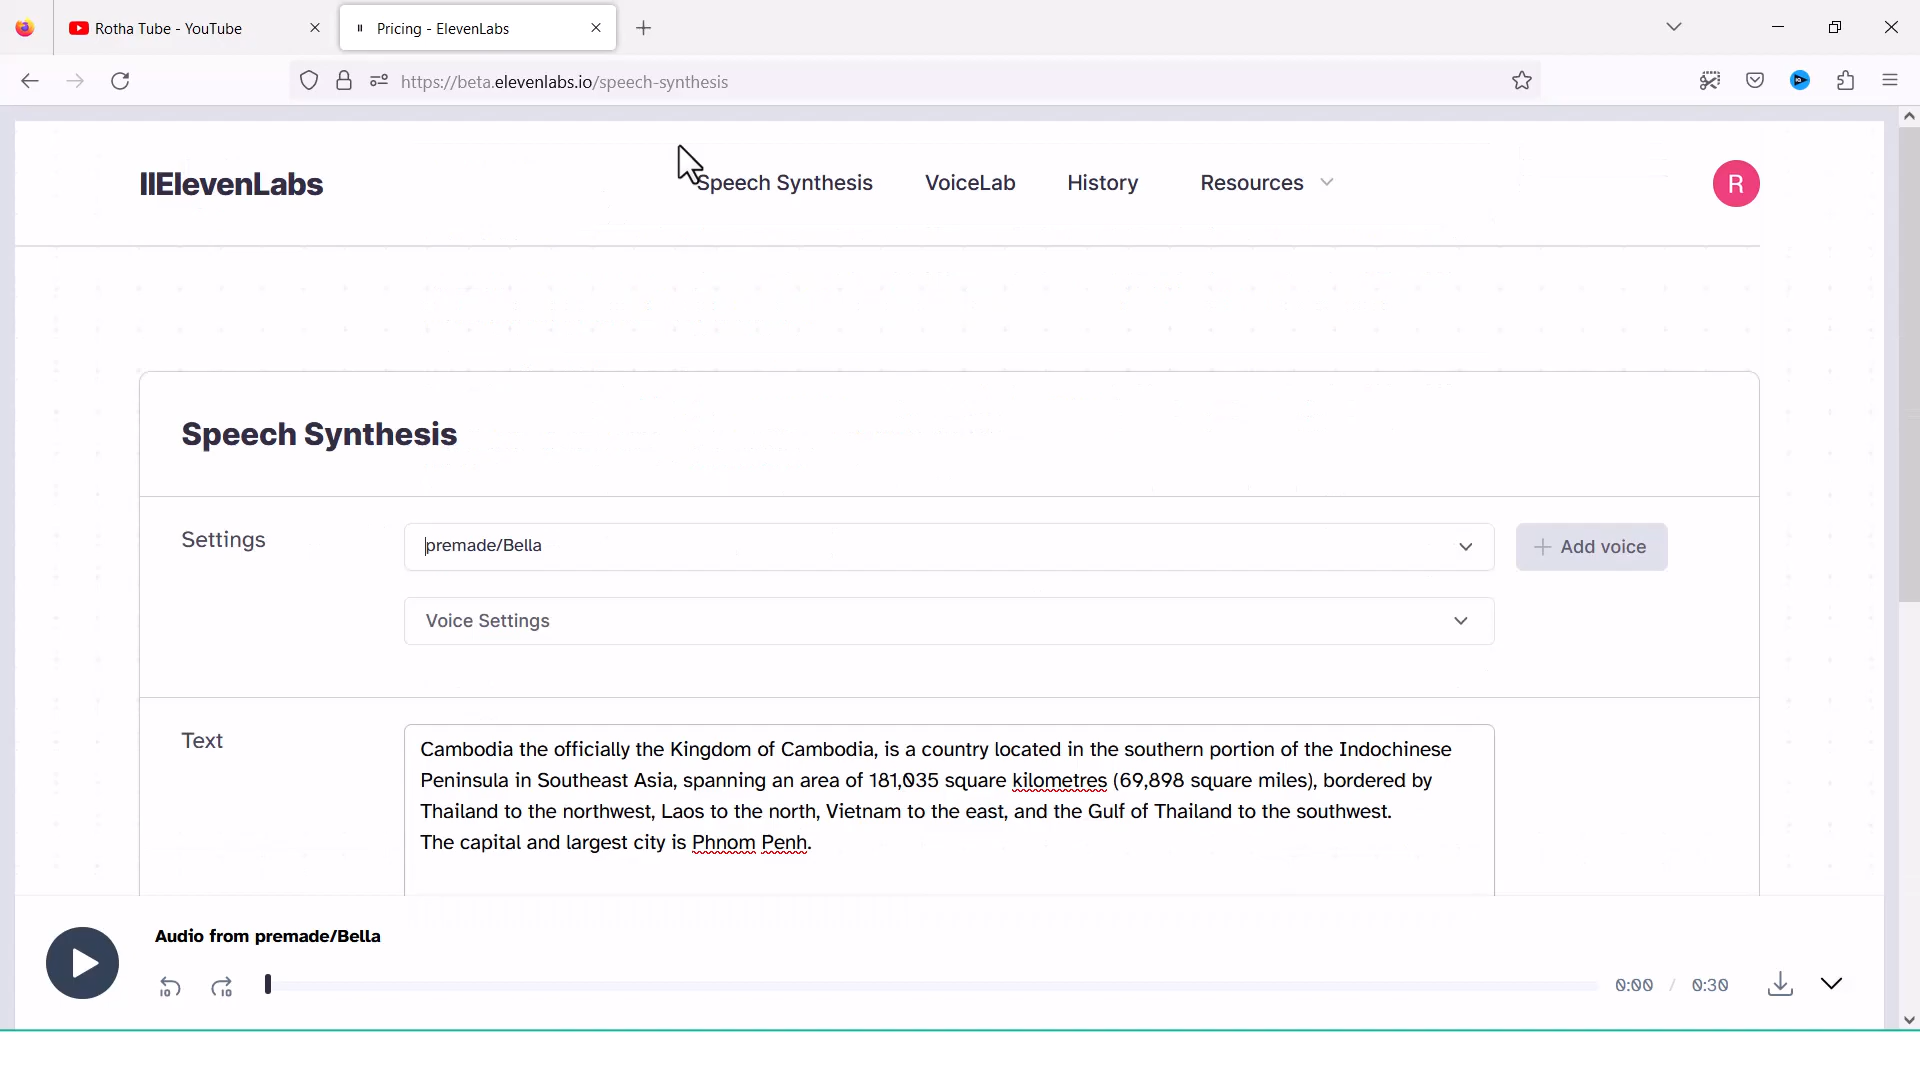 Rotha Tube - YouTube
Pricing - ElevenLabs
https://beta.elevenlabs.io/speech-synthesis
IIElevenLabs
Speech Synthesis
VoiceLab
History
Resources
R
Speech Synthesis
Settings
premade/Bella
Add voice
Voice Settings
Text
Cambodia the officially the Kingdom of Cambodia, is a country located in the southern portion of the Indochinese
Peninsula in Southeast Asia, spanning an area of 181,035 square kilometres (69,898 square miles), bordered by
Thailand to the northwest, Laos to the north, Vietnam to the east, and the Gulf of Thailand to the southwest.
The capital and largest city is Phnom Penh.
Audio from premade/Bella
10
10
0:00 / 0:30